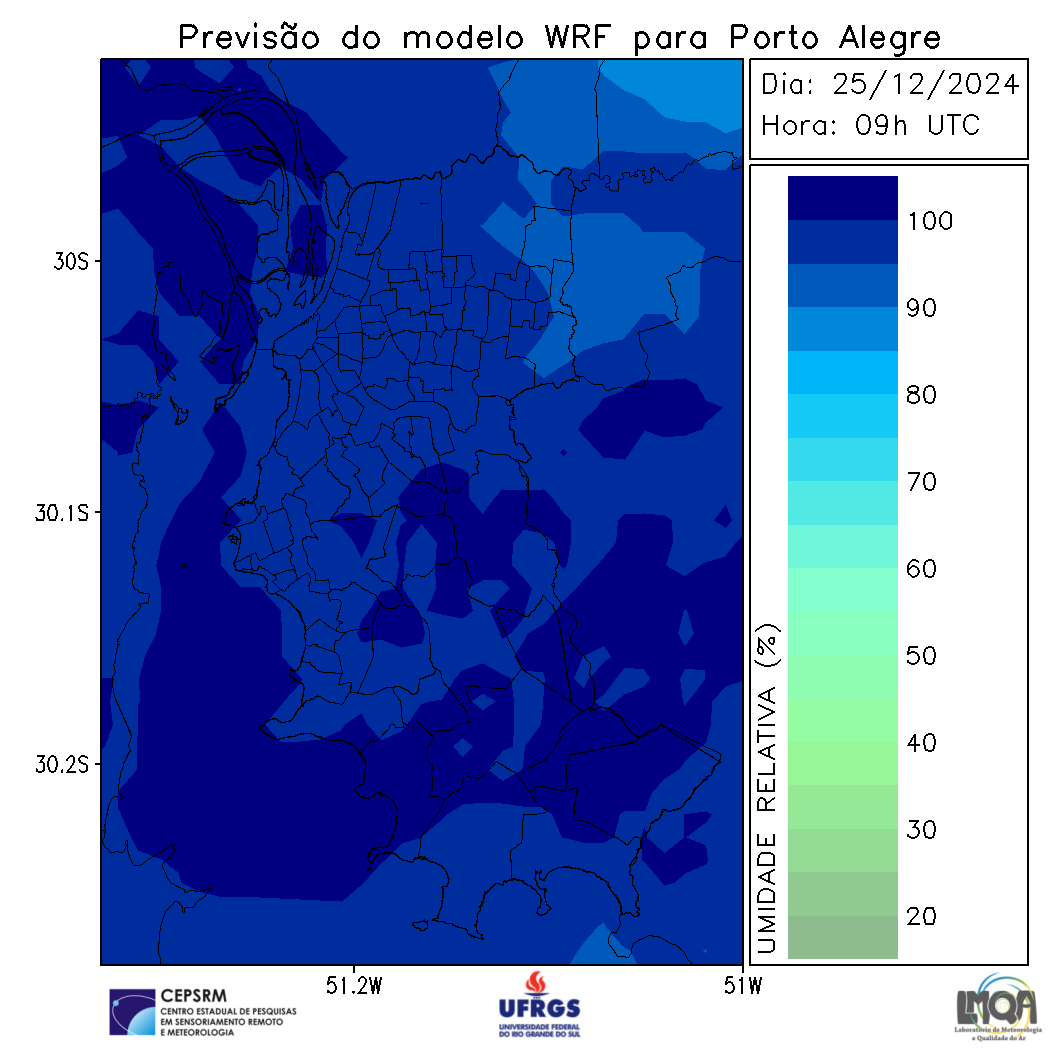 Previsão do modelo WRF para Porto Alegre
Dia: 25/12/2024
Hora: 09h UTC
30S
30.1S
30.2S
51.2W
51W
100
90
80
70
60
50
40
30
20
UMIDADE RELATIVA (%)
CEPSRM
CENTRO ESTADUAL DE PESQUISAS
EM SENSORIAMENTO REMOTO
E METEOROLOGIA
UFRGS
UNIVERSIDADE FEDERAL
DO RIO GRANDE DO SUL
LMQA
Laboratório de Meteorologia
e Qualidade do Ar